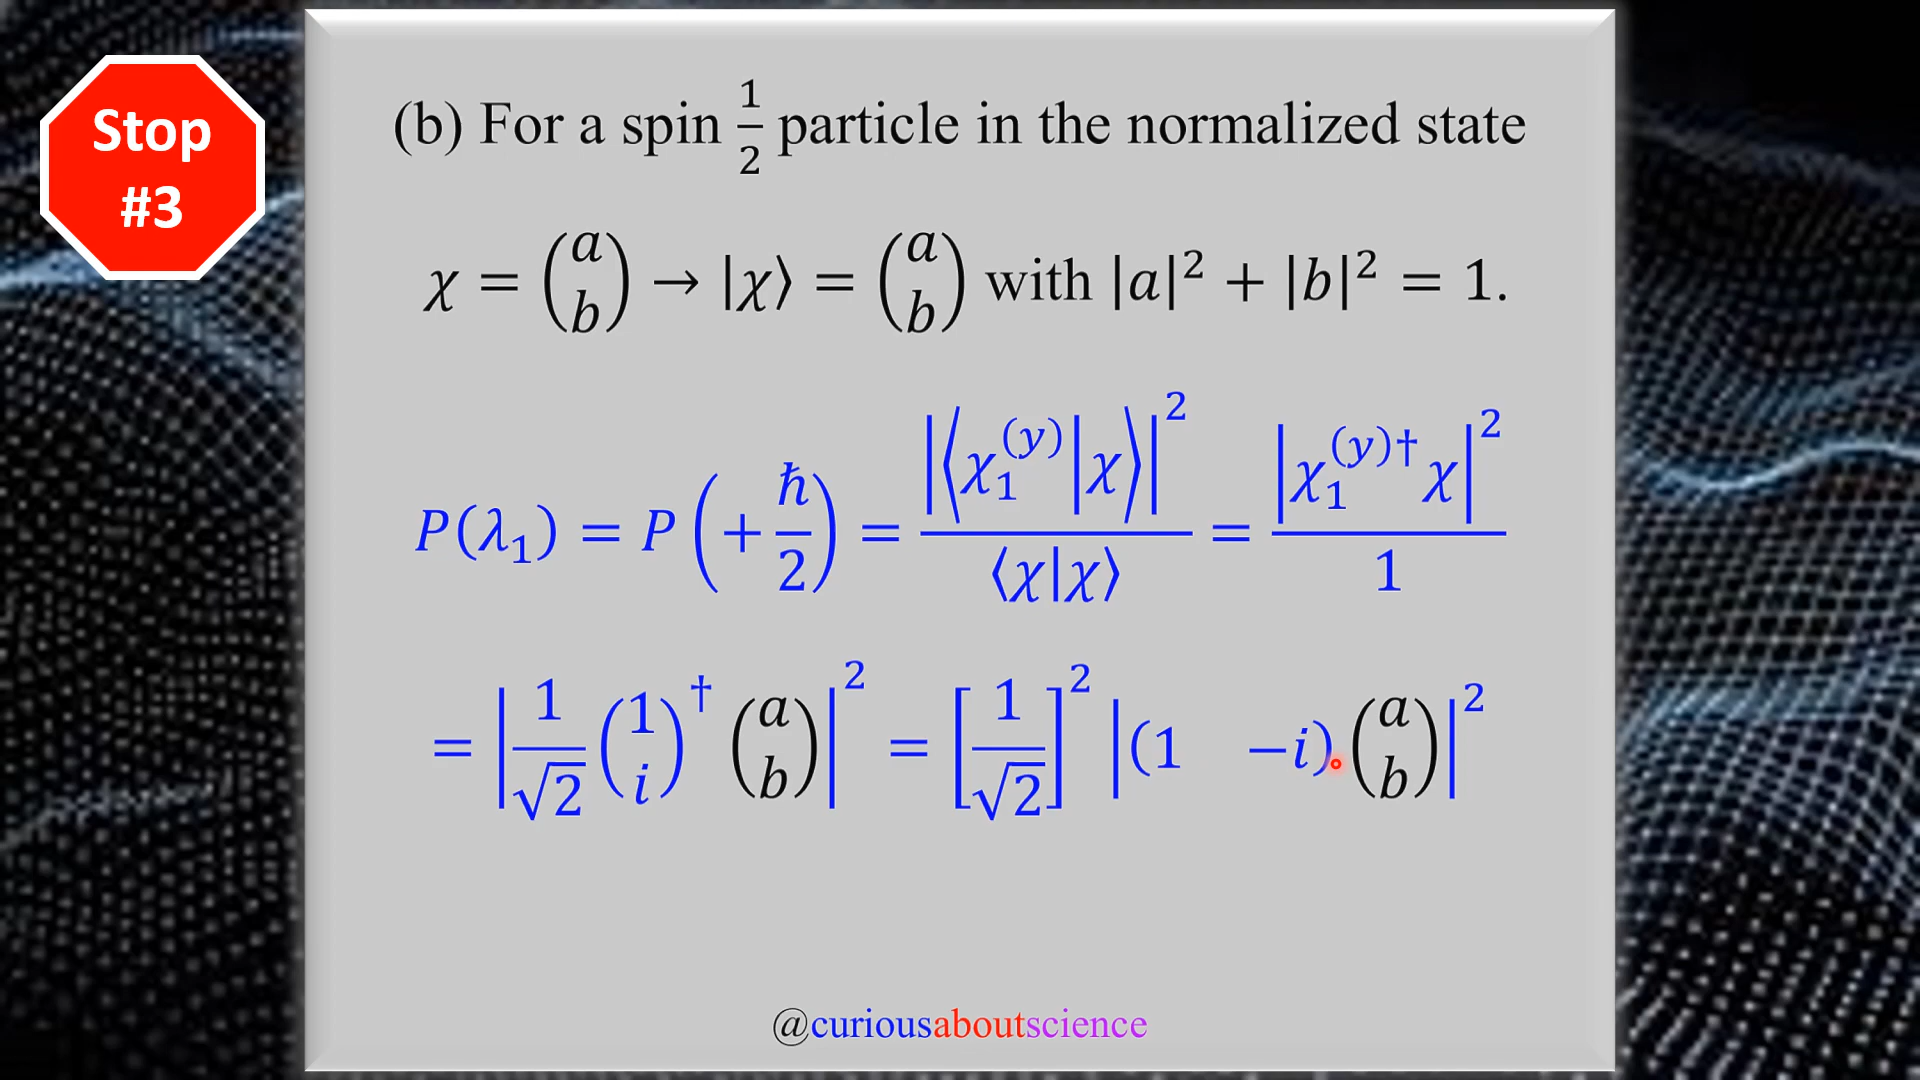 Stop
#3
(b) For a spin 1/2 particle in the normalized state
χ = (a b) → |χ⟩ = (a b) with |a|² + |b|² = 1.
P(λ₁) = P(+ ħ/2) = |⟨χ₁⁽ʸ⁾|χ⟩|² / ⟨χ|χ⟩ = |χ₁⁽ʸ⁾†χ|² / 1
= |1/√2 (1 i)† (a b)|² = [1/√2]² |(1 −i) (a b)|²
@curiousaboutscience